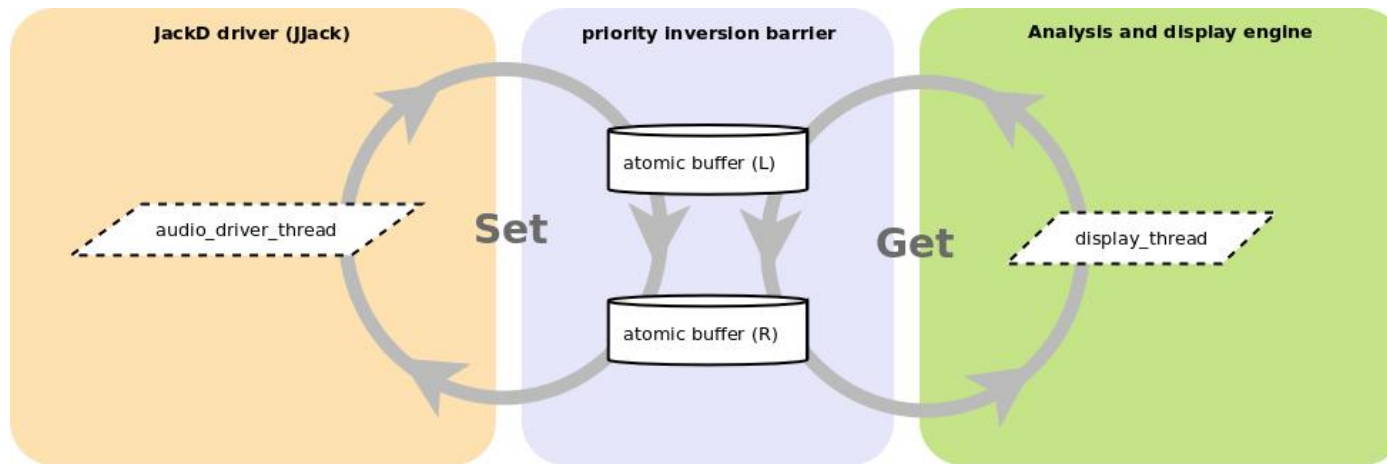 JackD driver (JJack)
priority inversion barrier
Analysis and display engine
atomic buffer (L)
audio_driver_thread
Set
Get
display_thread
atomic buffer (R)